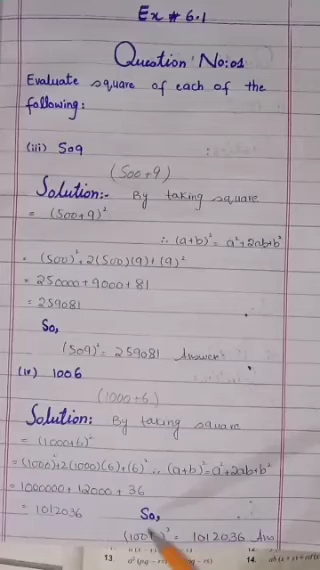 Ex # 6.1
Question No:01
Evaluate square of each of the
following:
(iii) 509
(500+9)
Solution:- By taking square
= (500+9)²
∴ (a+b)² = a²+2ab+b²
= (500)²+2(500)(9)+(9)²
= 250000+9000+81
= 259081
So,
(509)² = 259081 Answer
(iv) 1006
(1000+6)
Solution: By taking square
= (1000+6)²
= (1000)²+2(1000)(6)+(6)² ∴ (a+b)²=a²+2ab+b²
= 1000000+12000+36
= 1012036 So,
= 1012036 Ans
13.
14.